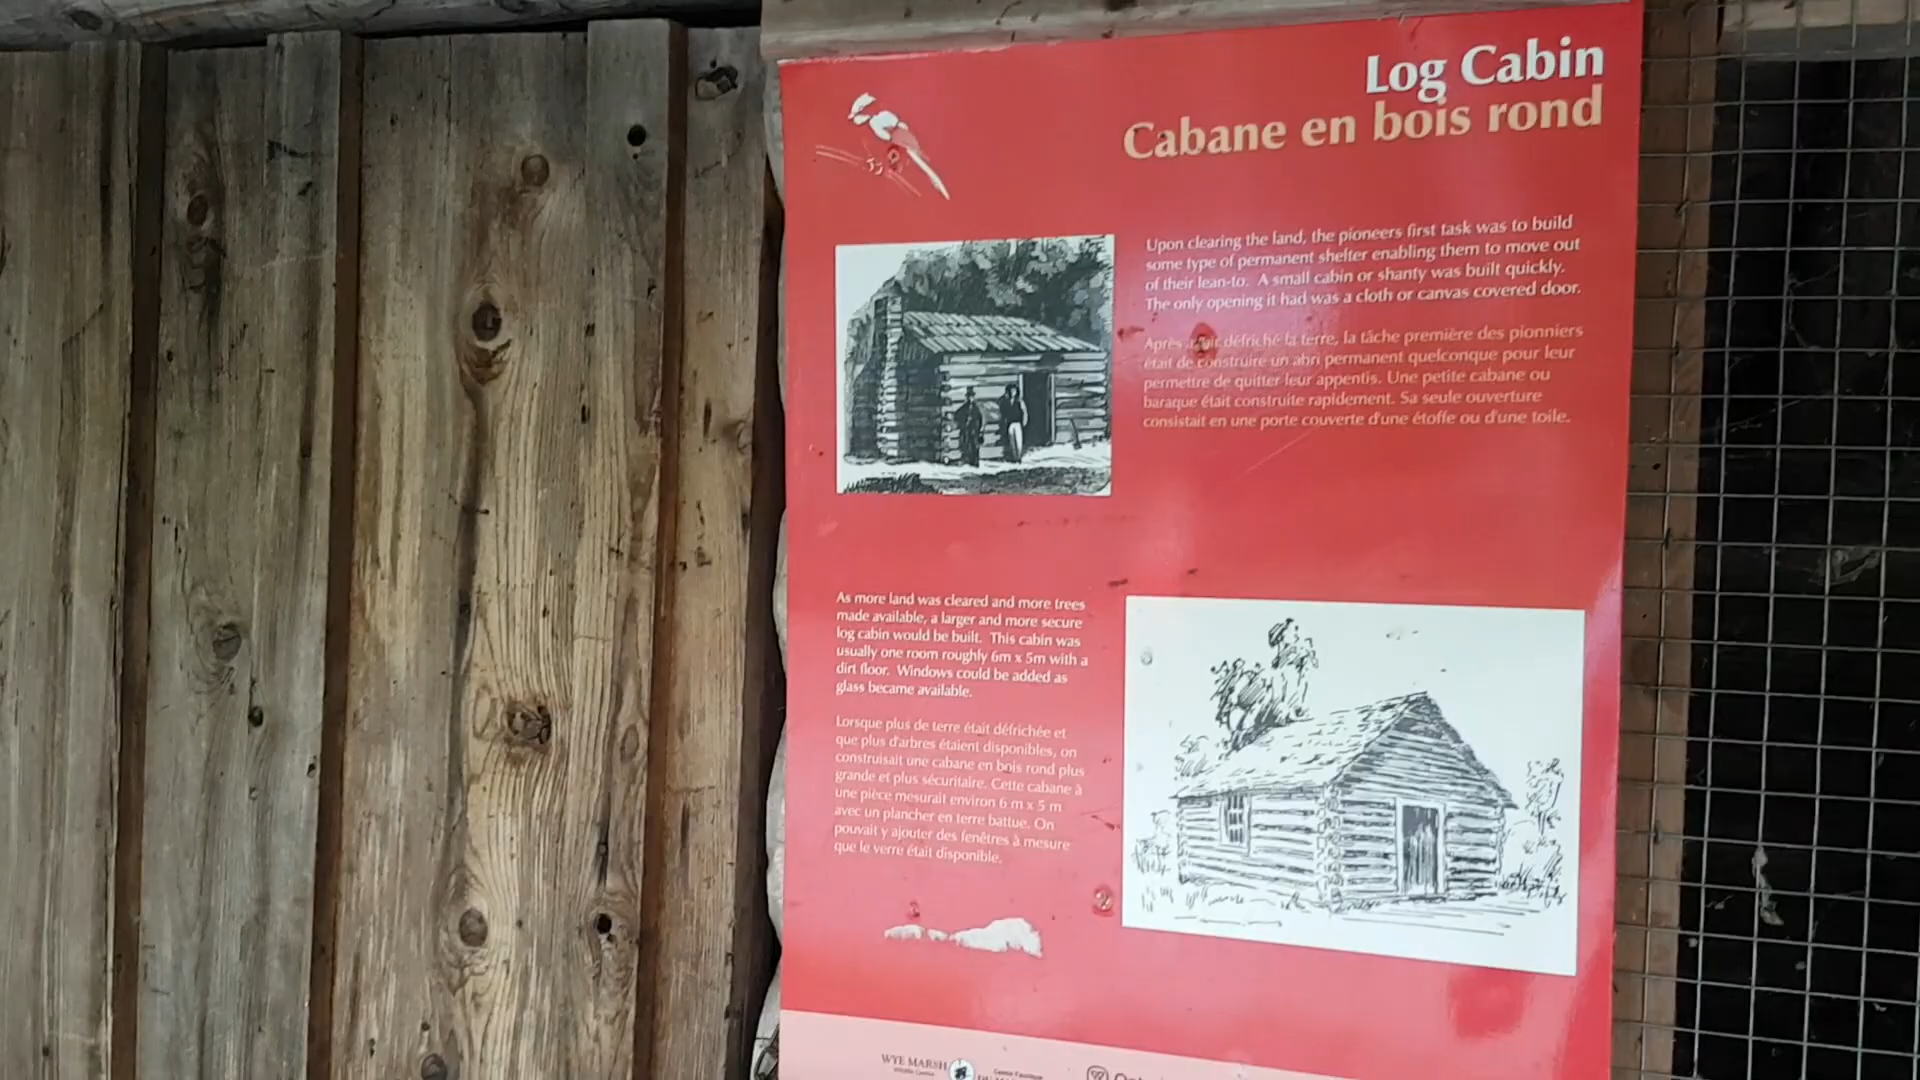 Log Cabin
Cabane en bois rond
Upon clearing the land, the pioneers first task was to build
some type of permanent shelter enabling them to move out
of their lean-to. A small cabin or shanty was built quickly.
The only opening it had was a cloth or canvas covered door.
Après avoir défriché la terre, la tâche première des pionniers
était de construire un abri permanent quelconque pour leur
permettre de quitter leur appentis. Une petite cabane ou
baraque était construite rapidement. Sa seule ouverture
consistait en une porte couverte d'une étoffe ou d'une toile.
As more land was cleared and more trees
made available, a larger and more secure
log cabin would be built. This cabin was
usually one room roughly 6m x 5m with a
dirt floor. Windows could be added as
glass became available.
Lorsque plus de terre était défrichée et
que plus d'arbres étaient disponibles, on
construisait une cabane en bois rond plus
grande et plus sécuritaire. Cette cabane à
une pièce mesurait environ 6 m x 5 m
avec un plancher en terre battue. On
pouvait y ajouter des fenêtres à mesure
que le verre était disponible.
WYE MARSH